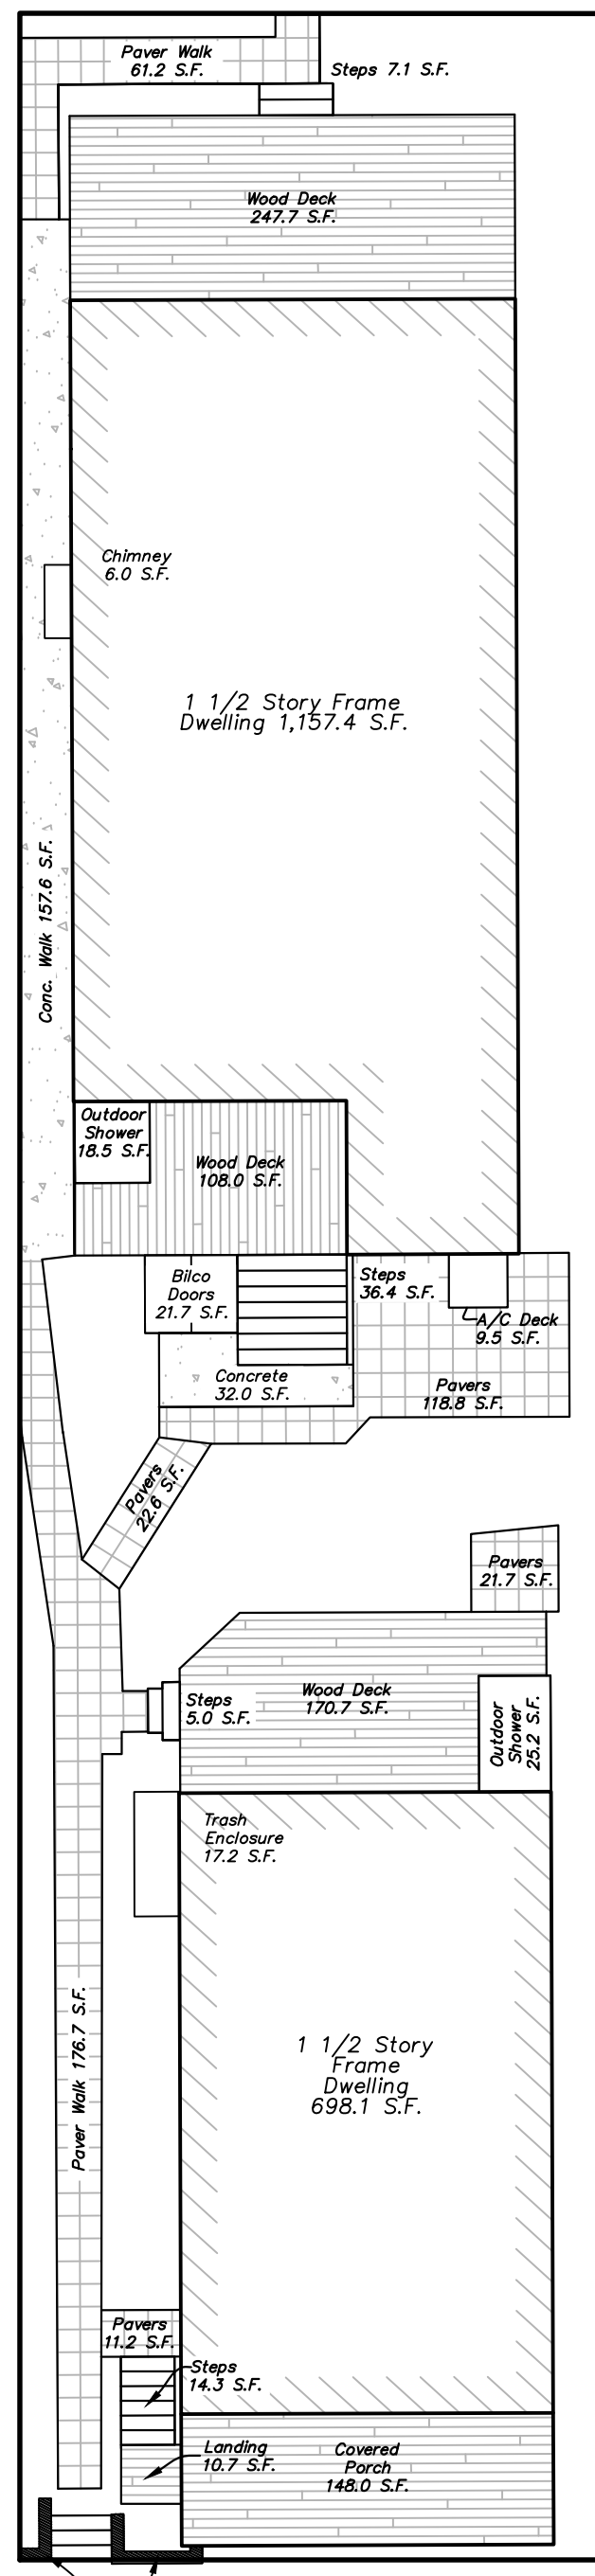 Paver Walk
61.2 S.F.
Steps 7.1 S.F.
Wood Deck
247.7 S.F.
Chimney
6.0 S.F.
1 1/2 Story Frame
Dwelling 1,157.4 S.F.
Conc. Walk 157.6 S.F.
Outdoor
Shower
18.5 S.F.
Wood Deck
108.0 S.F.
Bilco
Doors
21.7 S.F.
Steps
36.4 S.F.
A/C Deck
9.5 S.F.
Concrete
32.0 S.F.
Pavers
118.8 S.F.
Pavers
22.6 S.F.
Pavers
21.7 S.F.
Steps
5.0 S.F.
Wood Deck
170.7 S.F.
Outdoor
Shower
25.2 S.F.
Trash
Enclosure
17.2 S.F.
1 1/2 Story
Frame
Dwelling
698.1 S.F.
Paver Walk 176.7 S.F.
Pavers
11.2 S.F.
Steps
14.3 S.F.
Landing
10.7 S.F.
Covered
Porch
148.0 S.F.